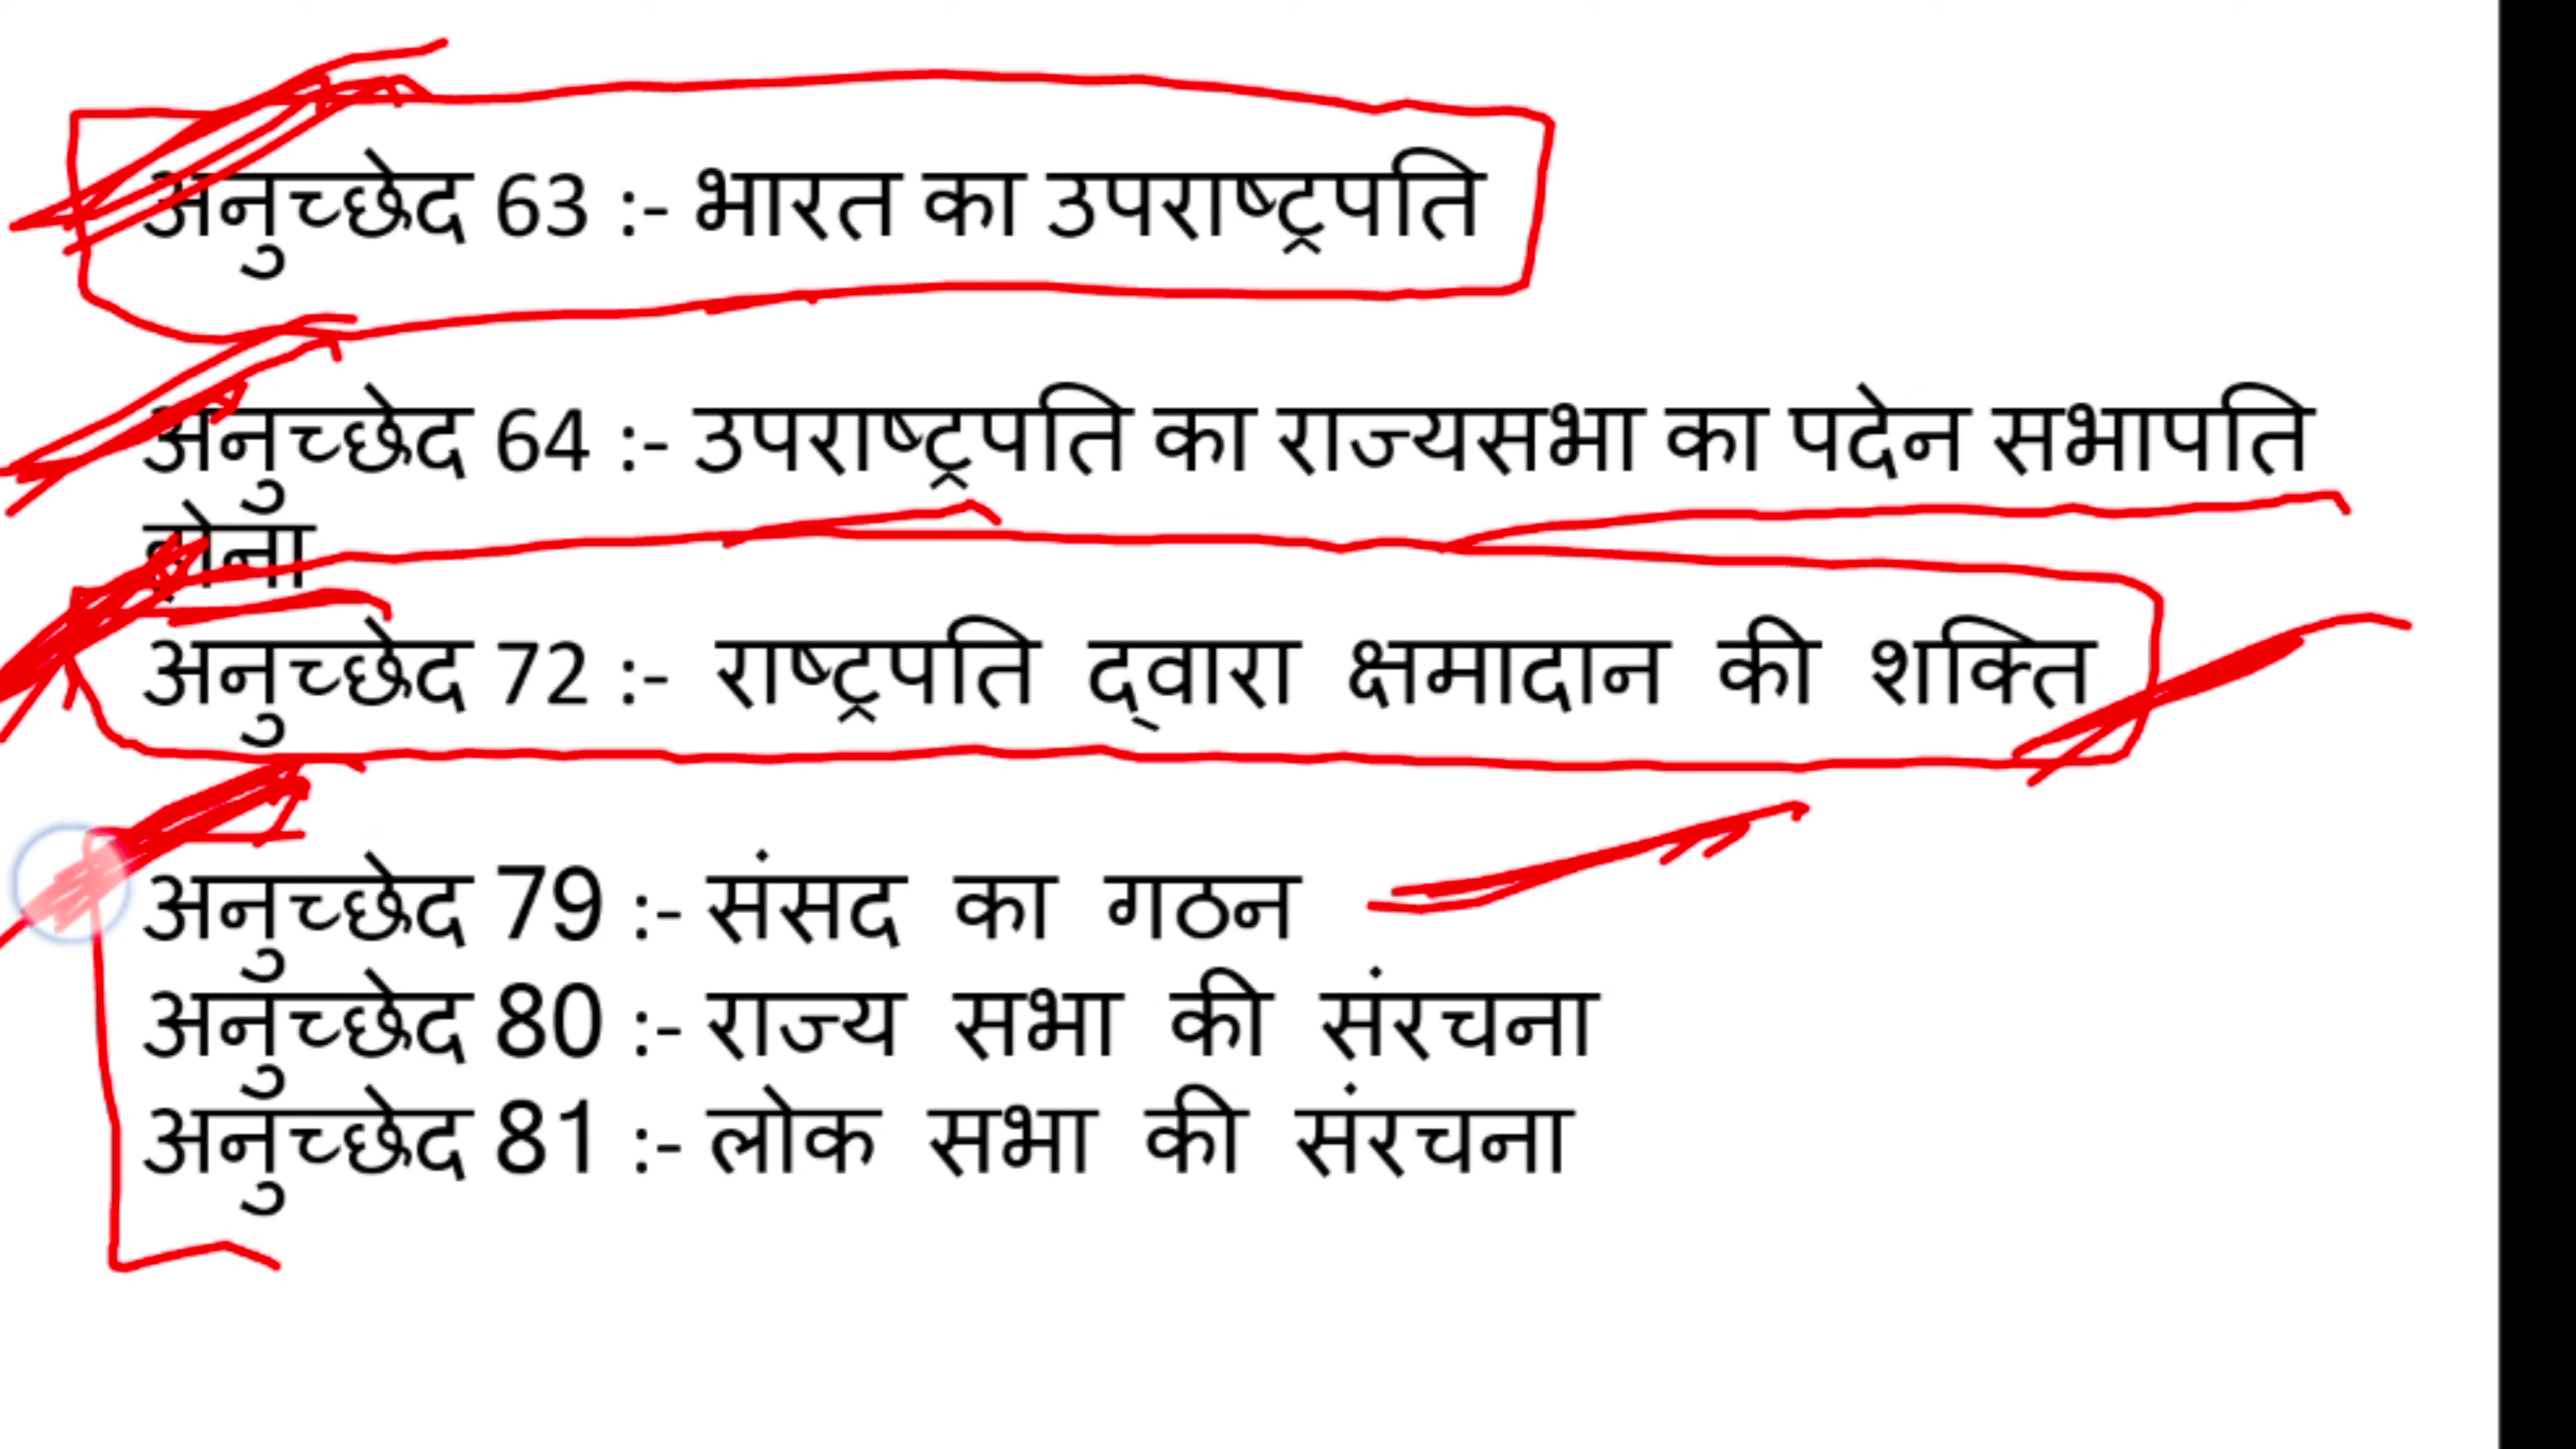 अनुच्छेद 63 :- भारत का उपराष्ट्रपति
अनुच्छेद 64 :- उपराष्ट्रपति का राज्यसभा का पदेन सभापति
होना
अनुच्छेद 72 :- राष्ट्रपति द्वारा क्षमादान की शक्ति
अनुच्छेद 79 :- संसद का गठन
अनुच्छेद 80 :- राज्य सभा की संरचना
अनुच्छेद 81 :- लोक सभा की संरचना